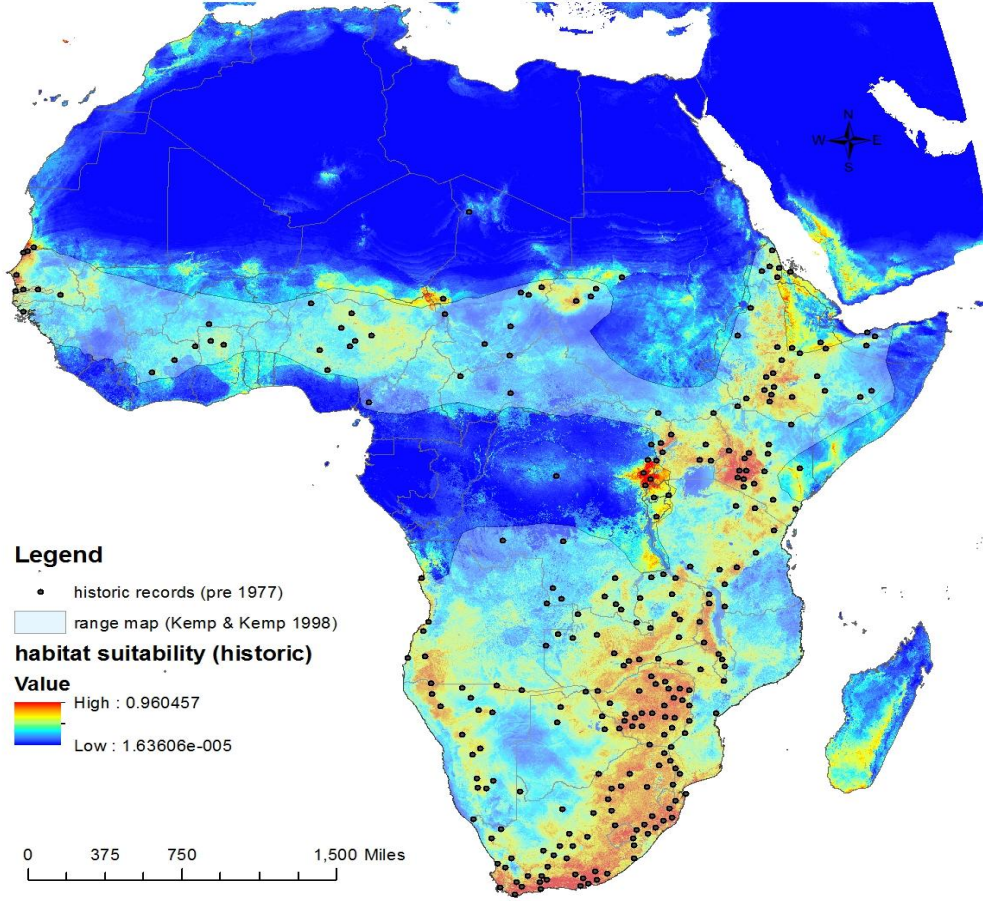 N
W E
S
Legend
historic records (pre 1977)
range map (Kemp & Kemp 1998)
habitat suitability (historic)
Value
High : 0.960457
Low : 1.63606e-005
0 375 750 1,500 Miles